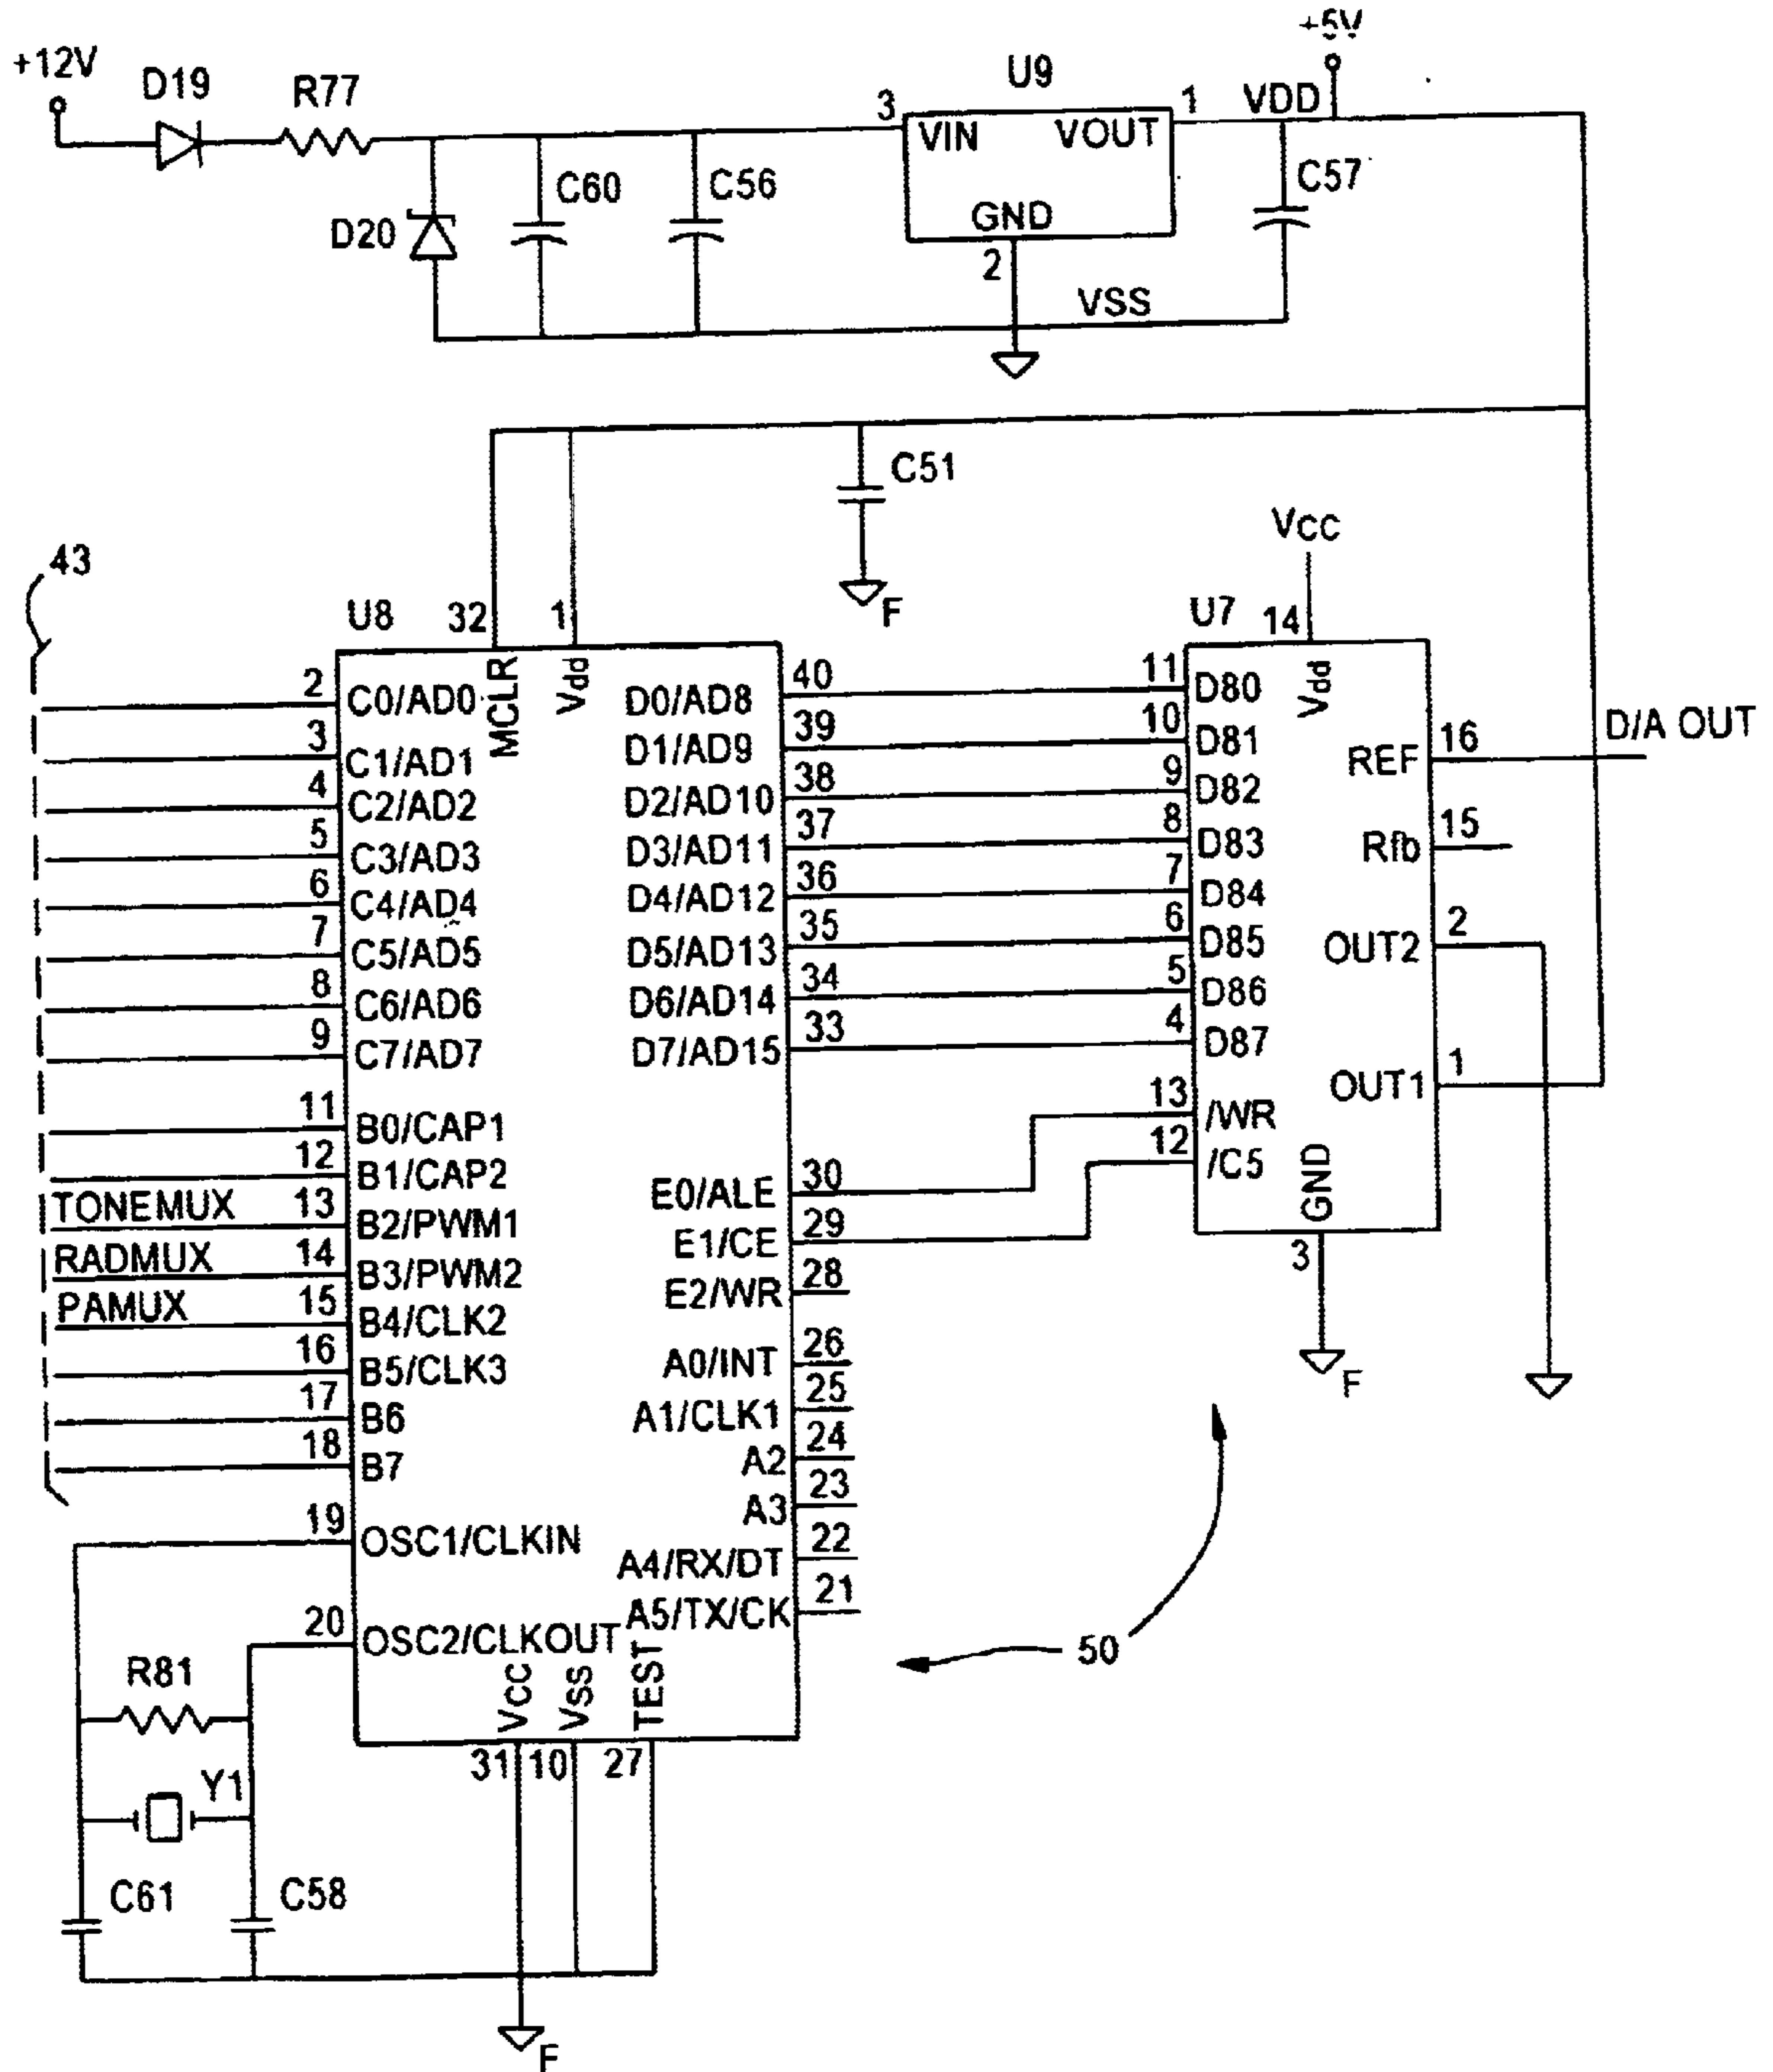 +12V
D19
R77
U9
+5V
3
VIN
VOUT
1
VDD
GND
2
D20
C60
C56
C57
VSS
C51
F
VCC
43
U8
32
1
MCLR
Vdd
U7
14
Vdd
2 C0/AD0
3 C1/AD1
4 C2/AD2
5 C3/AD3
6 C4/AD4
7 C5/AD5
8 C6/AD6
9 C7/AD7
11 B0/CAP1
12 B1/CAP2
TONEMUX 13 B2/PWM1
RADMUX 14 B3/PWM2
PAMUX 15 B4/CLK2
16 B5/CLK3
17 B6
18 B7
19 OSC1/CLKIN
20 OSC2/CLKOUT
D0/AD8 40
D1/AD9 39
D2/AD10 38
D3/AD11 37
D4/AD12 36
D5/AD13 35
D6/AD14 34
D7/AD15 33
E0/ALE 30
E1/CE 29
E2/WR 28
A0/INT 26
A1/CLK1 25
A2 24
A3 23
A4/RX/DT 22
A5/TX/CK 21
11 D80
10 D81
9 D82
8 D83
7 D84
6 D85
5 D86
4 D87
13 /WR
12 /C5
REF 16
D/A OUT
Rfb 15
OUT2 2
OUT1 1
GND
3
F
50
R81
Y1
C61
C58
VCC
VSS
TEST
31
10
27
F